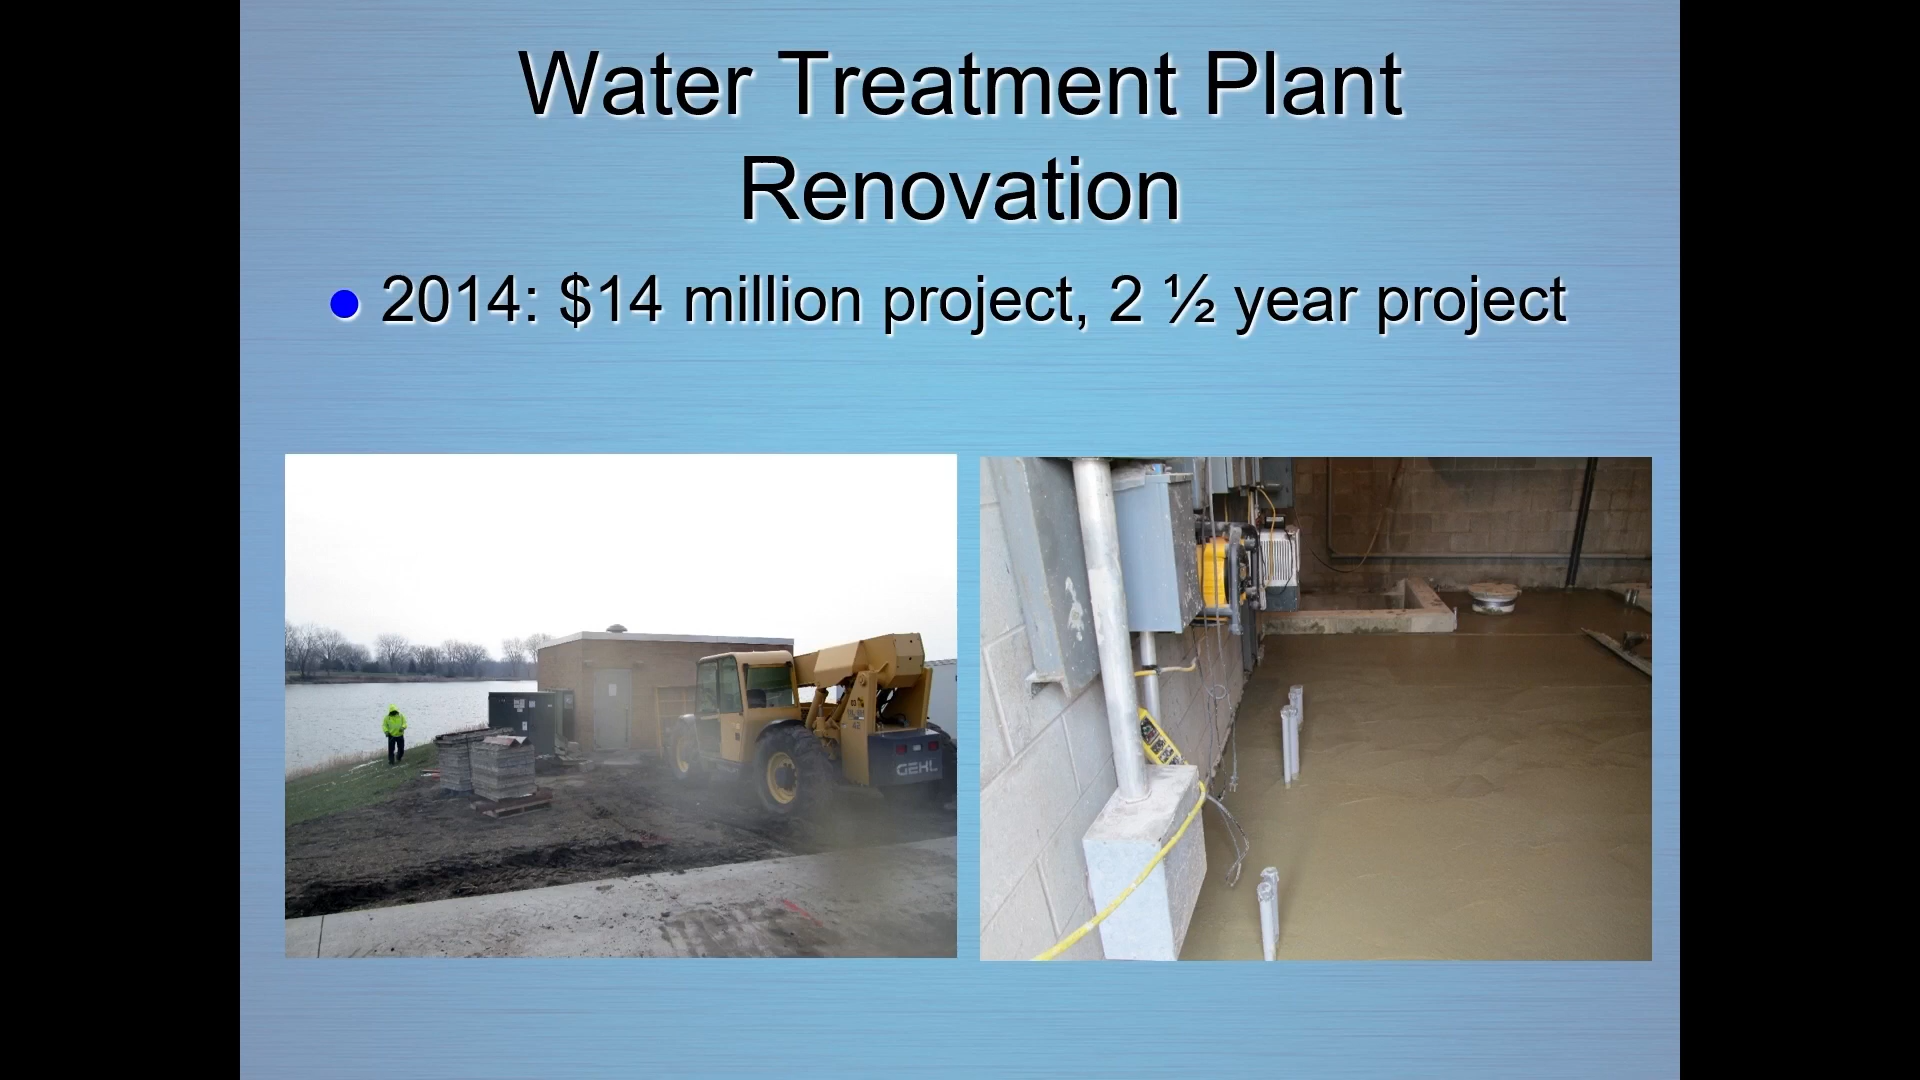 Water Treatment Plant
Renovation
2014: $14 million project, 2 ½ year project
GEHL